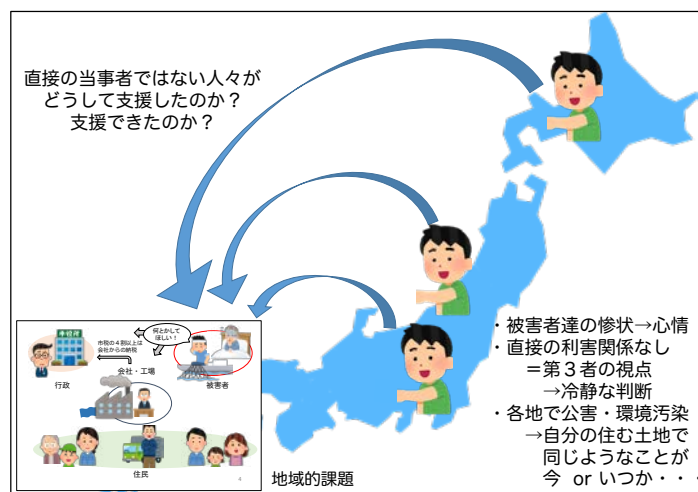 直接の当事者ではない人々が
どうして支援したのか？
支援できたのか？
市役所
市税の４割以上は
会社からの納税
何とかして
ほしい！
行政
会社・工場
被害者
住民
4
地域的課題
・被害者達の惨状→心情
・直接の利害関係なし
＝第３者の視点
→冷静な判断
・各地で公害・環境汚染
→自分の住む土地で
同じようなことが
今 or いつか・・・